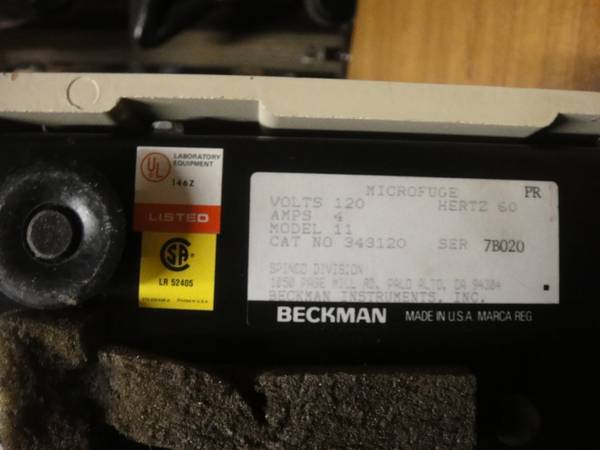 LABORATORY
EQUIPMENT
UL
146Z
LISTED
SA
LR 52405
MICROFUGE PR
VOLTS 120 HERTZ 60
AMPS 4
MODEL 11
CAT NO 343120 SER 7B020
SPINCO DIVISION
1050 PAGE MILL RD, PALO ALTO, CA 94304
BECKMAN INSTRUMENTS, INC.
BECKMAN MADE IN U.S.A MARCA REG